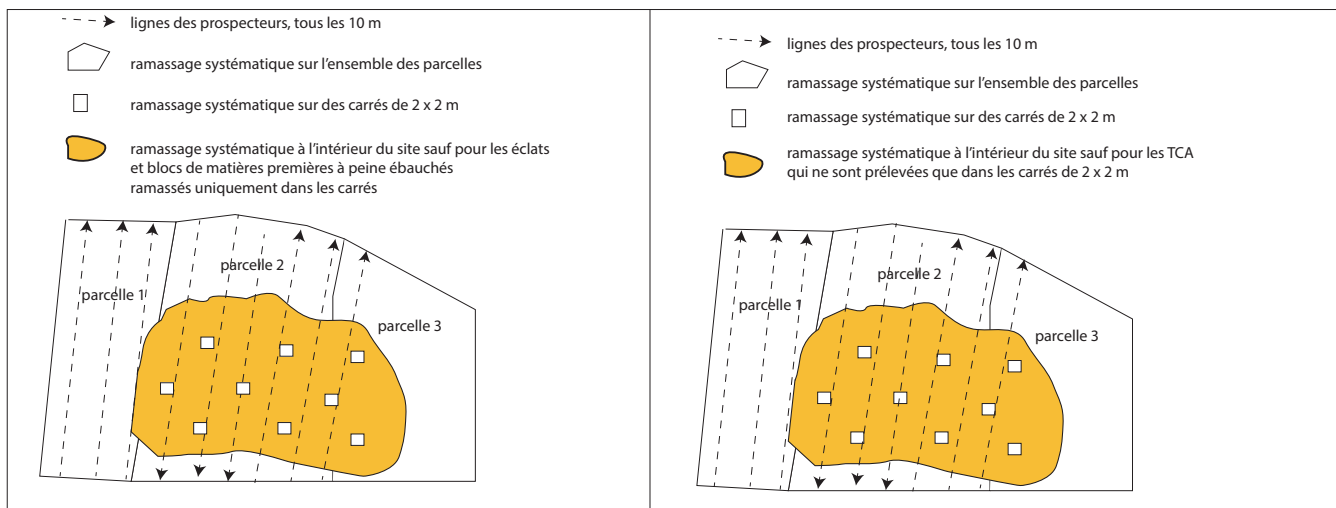 lignes des prospecteurs, tous les 10 m
ramassage systématique sur l'ensemble des parcelles
ramassage systématique sur des carrés de 2 x 2 m
ramassage systématique à l'intérieur du site sauf pour les éclats
et blocs de matières premières à peine ébauchés
ramassés uniquement dans les carrés
parcelle 2
parcelle 1
parcelle 3
lignes des prospecteurs, tous les 10 m
ramassage systématique sur l'ensemble des parcelles
ramassage systématique sur des carrés de 2 x 2 m
ramassage systématique à l'intérieur du site sauf pour les TCA
qui ne sont prélevées que dans les carrés de 2 x 2 m
parcelle 2
parcelle 1
parcelle 3